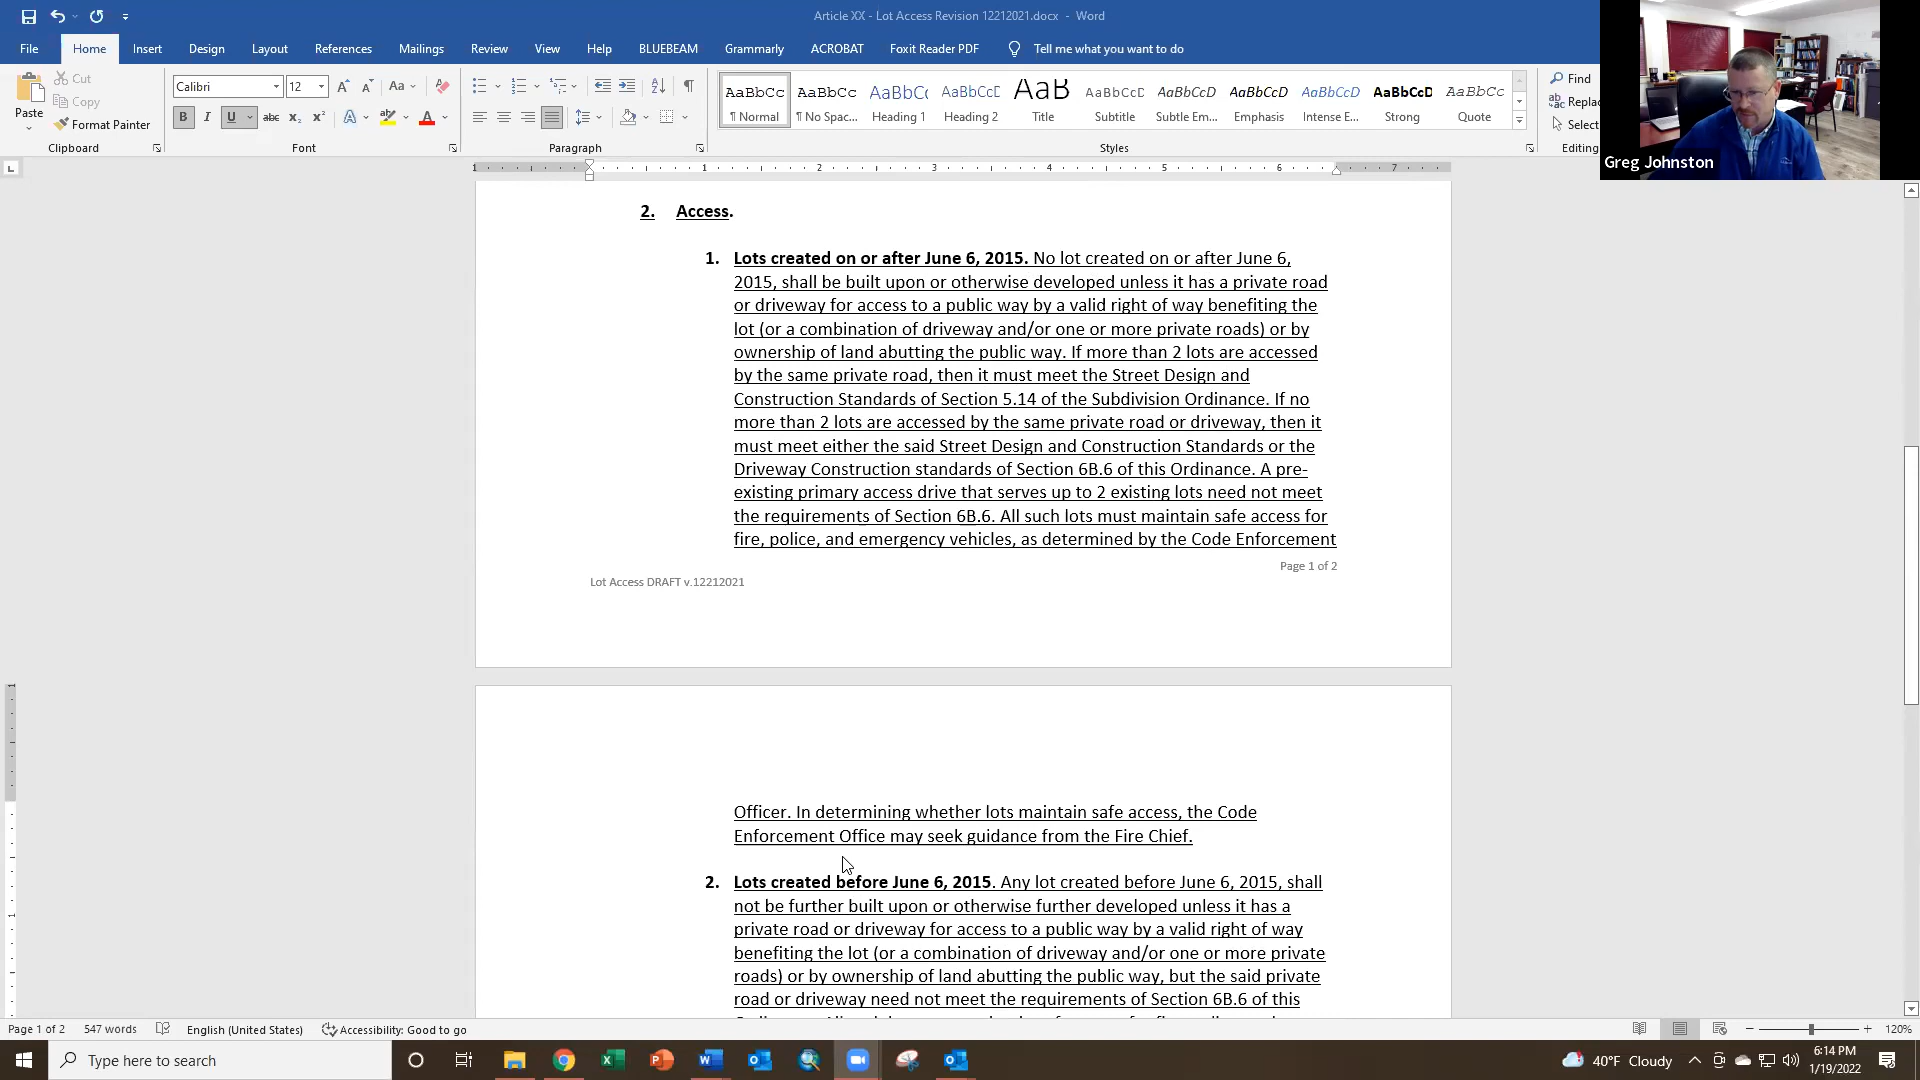 Article XX - Lot Access Revision 12212021.docx - Word
File Home Insert Design Layout References Mailings Review View Help BLUEBEAM Grammarly ACROBAT Foxit Reader PDF Tell me what you want to do
Paste
Cut
Copy
Format Painter
Clipboard
Calibri 12
Font
Paragraph
AaBbCc AaBbCc AaBbC AaBbCcD AaB AaBbCcD AaBbCcD AaBbCcD AaBbCcD AaBbCcD AaBbCc
¶ Normal ¶ No Spac... Heading 1 Heading 2 Title Subtitle Subtle Em... Emphasis Intense E... Strong Quote
Styles
Find
Replac
Select
Editing
Greg Johnston
2. Access.
1. Lots created on or after June 6, 2015. No lot created on or after June 6,
2015, shall be built upon or otherwise developed unless it has a private road
or driveway for access to a public way by a valid right of way benefiting the
lot (or a combination of driveway and/or one or more private roads) or by
ownership of land abutting the public way. If more than 2 lots are accessed
by the same private road, then it must meet the Street Design and
Construction Standards of Section 5.14 of the Subdivision Ordinance. If no
more than 2 lots are accessed by the same private road or driveway, then it
must meet either the said Street Design and Construction Standards or the
Driveway Construction standards of Section 6B.6 of this Ordinance. A pre-
existing primary access drive that serves up to 2 existing lots need not meet
the requirements of Section 6B.6. All such lots must maintain safe access for
fire, police, and emergency vehicles, as determined by the Code Enforcement
Page 1 of 2
Lot Access DRAFT v.12212021
Officer. In determining whether lots maintain safe access, the Code
Enforcement Office may seek guidance from the Fire Chief.
2. Lots created before June 6, 2015. Any lot created before June 6, 2015, shall
not be further built upon or otherwise further developed unless it has a
private road or driveway for access to a public way by a valid right of way
benefiting the lot (or a combination of driveway and/or one or more private
roads) or by ownership of land abutting the public way, but the said private
road or driveway need not meet the requirements of Section 6B.6 of this
Page 1 of 2 547 words English (United States) Accessibility: Good to go 120%
Type here to search
40°F Cloudy
6:14 PM
1/19/2022